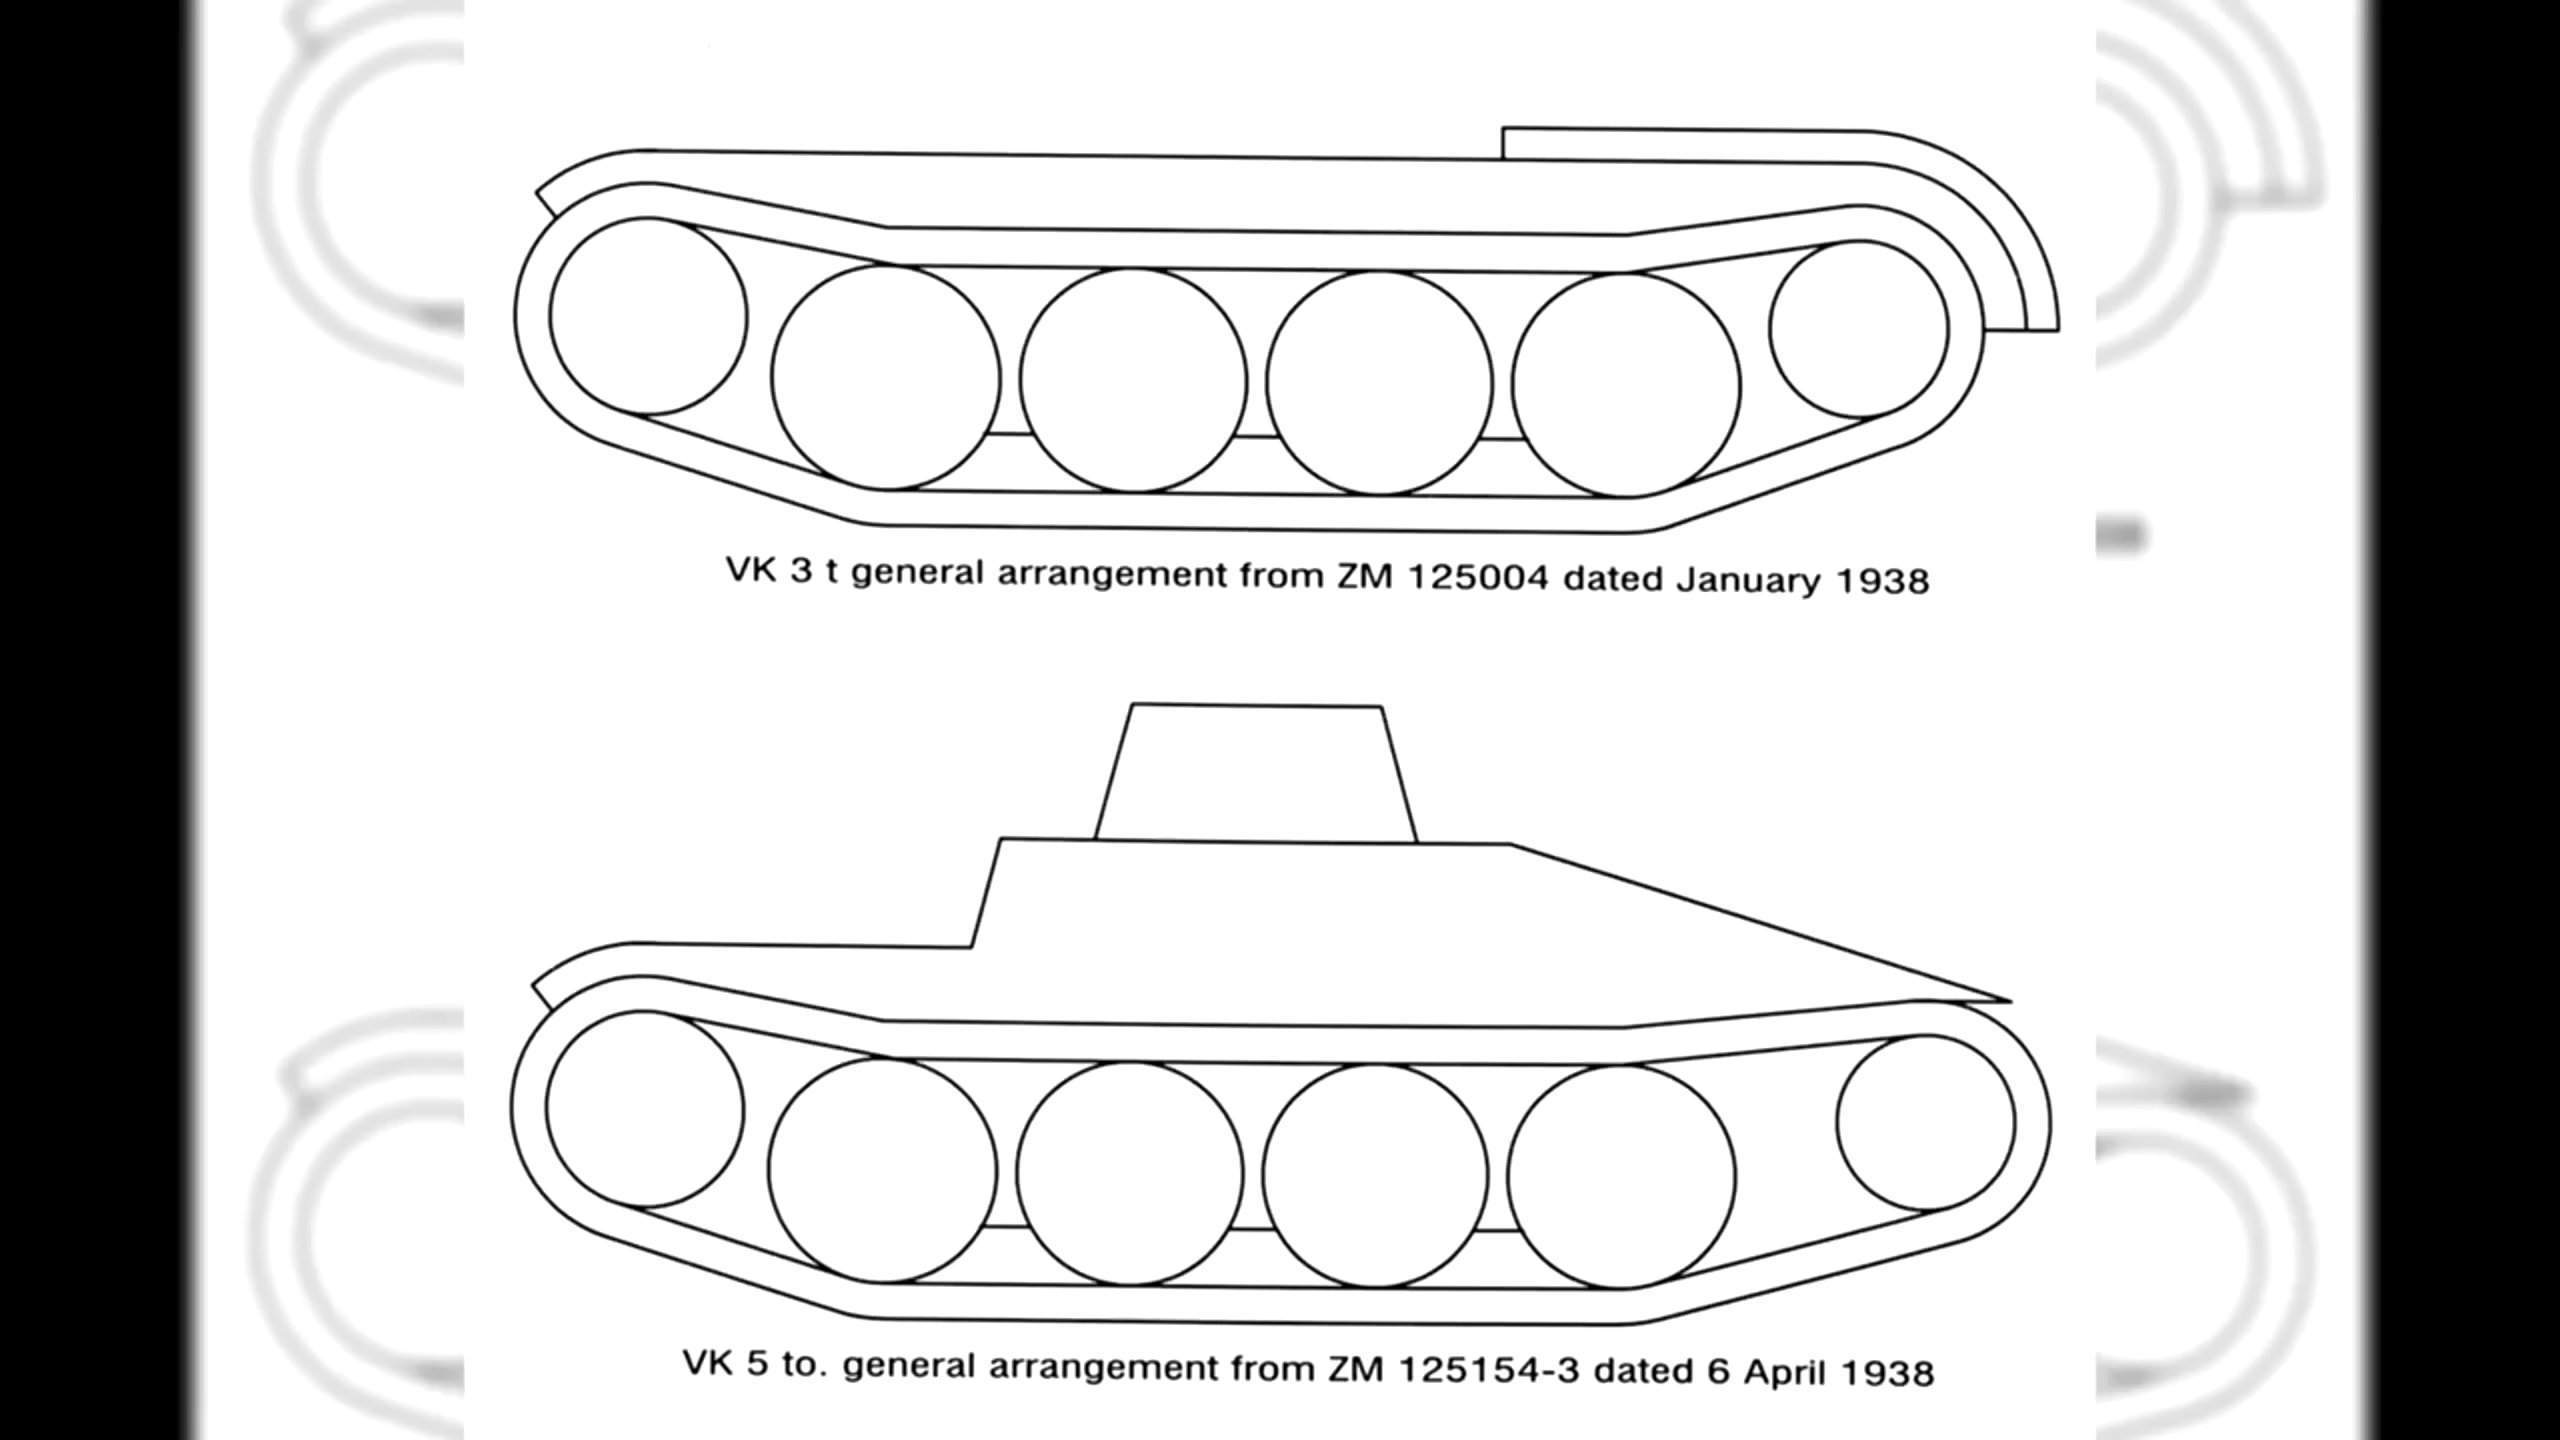 VK 3 t general arrangement from ZM 125004 dated January 1938
VK 5 to. general arrangement from ZM 125154-3 dated 6 April 1938